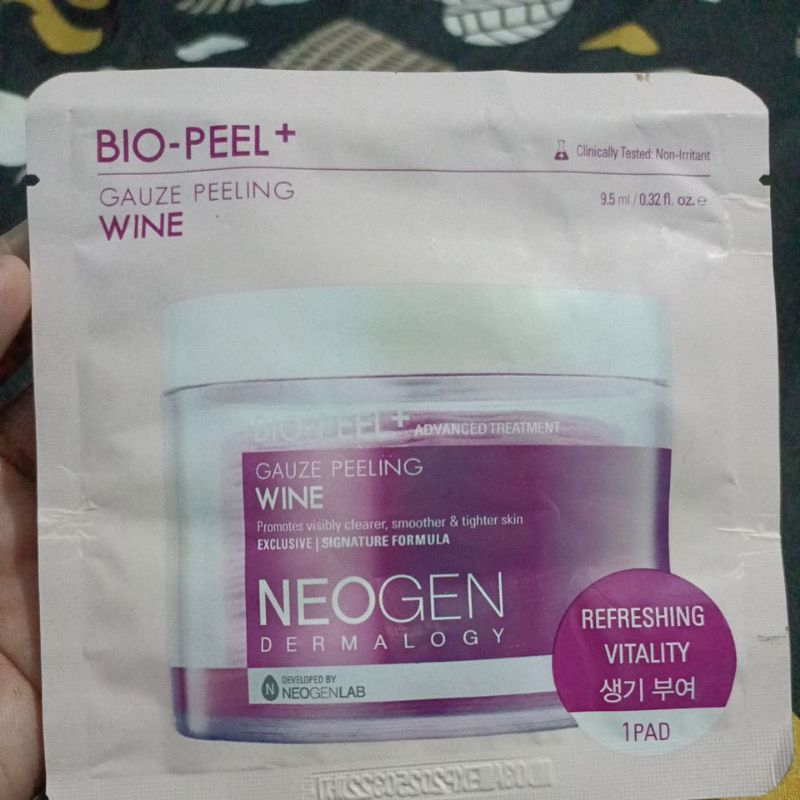 BIO-PEEL+
Clinically Tested: Non-Irritant
GAUZE PEELING
WINE
9.5 ml / 0.32 fl. oz. ℮
BIO-PEEL+ ADVANCED TREATMENT
GAUZE PEELING
WINE
Promotes visibly clearer, smoother & tighter skin
EXCLUSIVE | SIGNATURE FORMULA
NEOGEN
DERMALOGY
N
DEVELOPED BY
NEOGENLAB
REFRESHING
VITALITY
생기 부여
1PAD